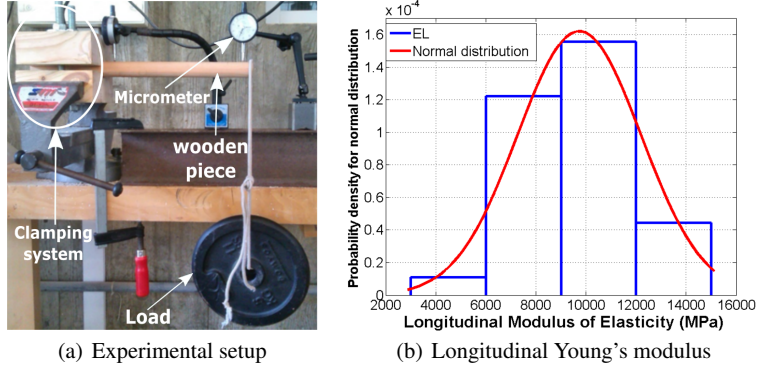 Micrometer
wooden
piece
Clamping
system
Load
(a) Experimental setup
x 10⁻⁴
EL
Normal distribution
Probability density for normal distribution
1.6
1.4
1.2
1
0.8
0.6
0.4
0.2
0
2000 4000 6000 8000 10000 12000 14000 16000
Longitudinal Modulus of Elasticity (MPa)
(b) Longitudinal Young's modulus